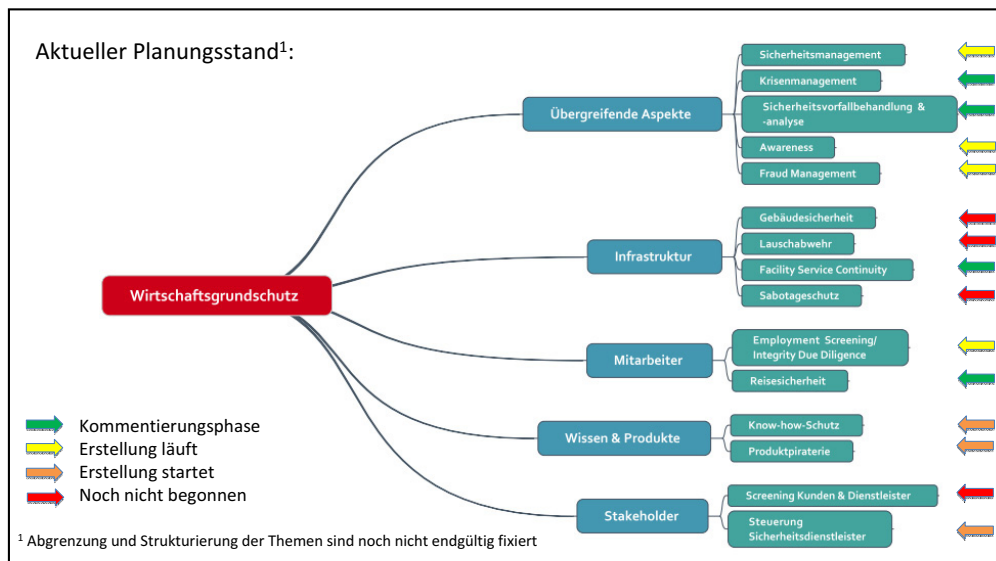 Aktueller Planungsstand¹:
Wirtschaftsgrundschutz
Übergreifende Aspekte
Sicherheitsmanagement
Krisenmanagement
Sicherheitsvorfallbehandlung &
-analyse
Awareness
Fraud Management
Infrastruktur
Gebäudesicherheit
Lauschabwehr
Facility Service Continuity
Sabotageschutz
Mitarbeiter
Employment Screening/
Integrity Due Diligence
Reisesicherheit
Wissen & Produkte
Know-how-Schutz
Produktpiraterie
Stakeholder
Screening Kunden & Dienstleister
Steuerung
Sicherheitsdienstleister
Kommentierungsphase
Erstellung läuft
Erstellung startet
Noch nicht begonnen
¹ Abgrenzung und Strukturierung der Themen sind noch nicht endgültig fixiert